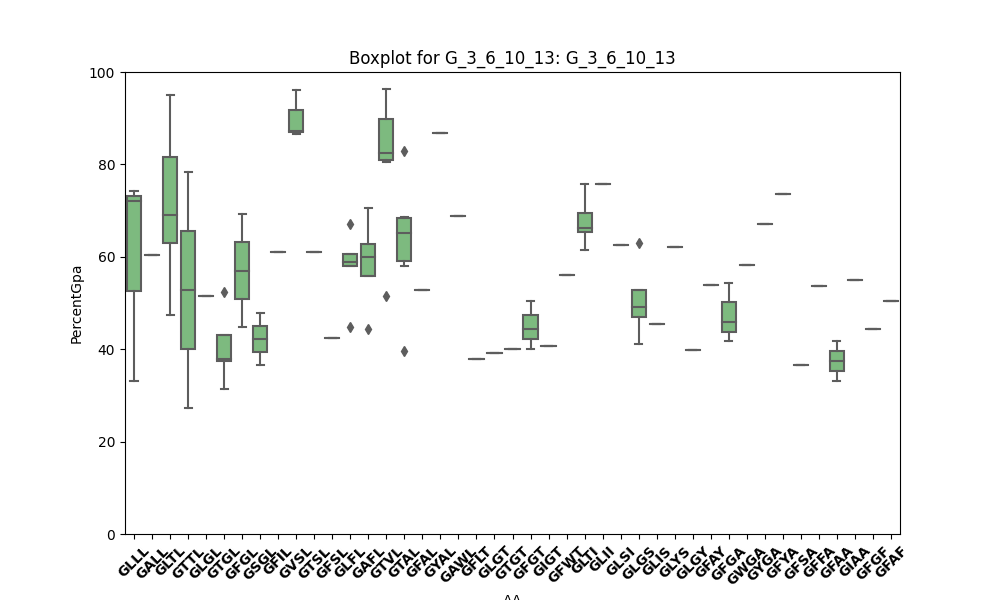 Boxplot for G_3_6_10_13: G_3_6_10_13
PercentGpa
100
80
60
40
20
0
GLLL
GALL
GLTL
GTTL
GLGL
GTGL
GFGL
GSGL
GFIL
GVSL
GTSL
GFSL
GLFL
GAFL
GTVL
GTAL
GFAL
GYAL
GAWL
GFLT
GLGT
GTGT
GFGT
GIGT
GFWT
GLTI
GLII
GLSI
GLGS
GLIS
GLYS
GLGY
GFAY
GFGA
GWGA
GYGA
GFYA
GFSA
GFFA
GFAA
GIAA
GFGF
GFAF
AA